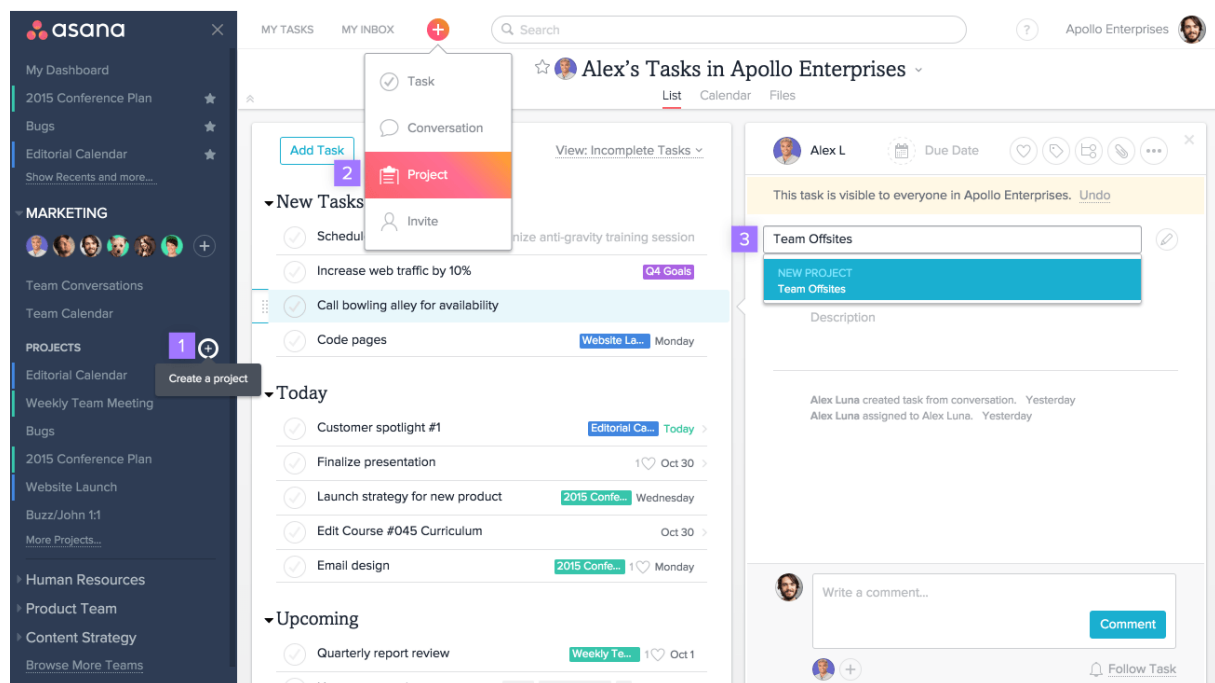 asana
My Dashboard
2015 Conference Plan
Bugs
Editorial Calendar
Show Recents and more...
MARKETING
Team Conversations
Team Calendar
PROJECTS
1
Create a project
Editorial Calendar
Weekly Team Meeting
Bugs
2015 Conference Plan
Website Launch
Buzz/John 1:1
More Projects...
Human Resources
Product Team
Content Strategy
Browse More Teams
MY TASKS
MY INBOX
Search
?
Apollo Enterprises
Task
Conversation
2
Project
Invite
Alex's Tasks in Apollo Enterprises
List Calendar Files
Add Task
View: Incomplete Tasks
New Tasks
anti-gravity training session
Increase web traffic by 10% Q4 Goals
Call bowling alley for availability
Code pages Website La... Monday
Today
Customer spotlight #1 Editorial Ca... Today
Finalize presentation 1 Oct 30
Launch strategy for new product 2015 Confe... Wednesday
Edit Course #045 Curriculum Oct 30
Email design 2015 Confe... 1 Monday
Upcoming
Quarterly report review Weekly Te... 1 Oct 1
Alex L
Due Date
This task is visible to everyone in Apollo Enterprises. Undo
3
Team Offsites
NEW PROJECT
Team Offsites
Description
Alex Luna created task from conversation. Yesterday
Alex Luna assigned to Alex Luna. Yesterday
Write a comment...
Comment
Follow Task